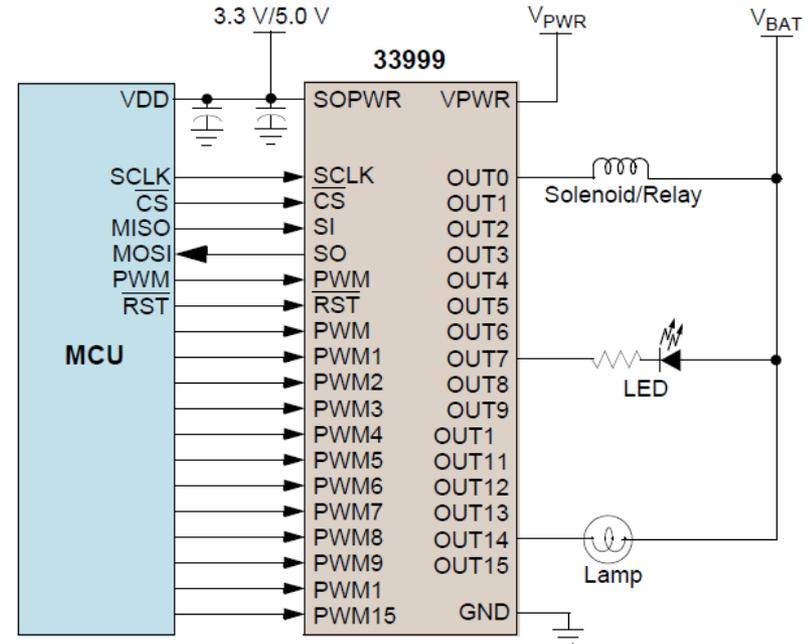 3.3 V/5.0 V
VPWR
VBAT
33999
VDD
SOPWR
VPWR
SCLK
SCLK
OUT0
Solenoid/Relay
CS
CS
OUT1
MISO
SI
OUT2
MOSI
SO
OUT3
PWM
PWM
OUT4
RST
RST
OUT5
PWM
OUT6
MCU
PWM1
OUT7
LED
PWM2
OUT8
PWM3
OUT9
PWM4
OUT1
PWM5
OUT11
PWM6
OUT12
PWM7
OUT13
PWM8
OUT14
Lamp
PWM9
OUT15
PWM1
PWM15
GND